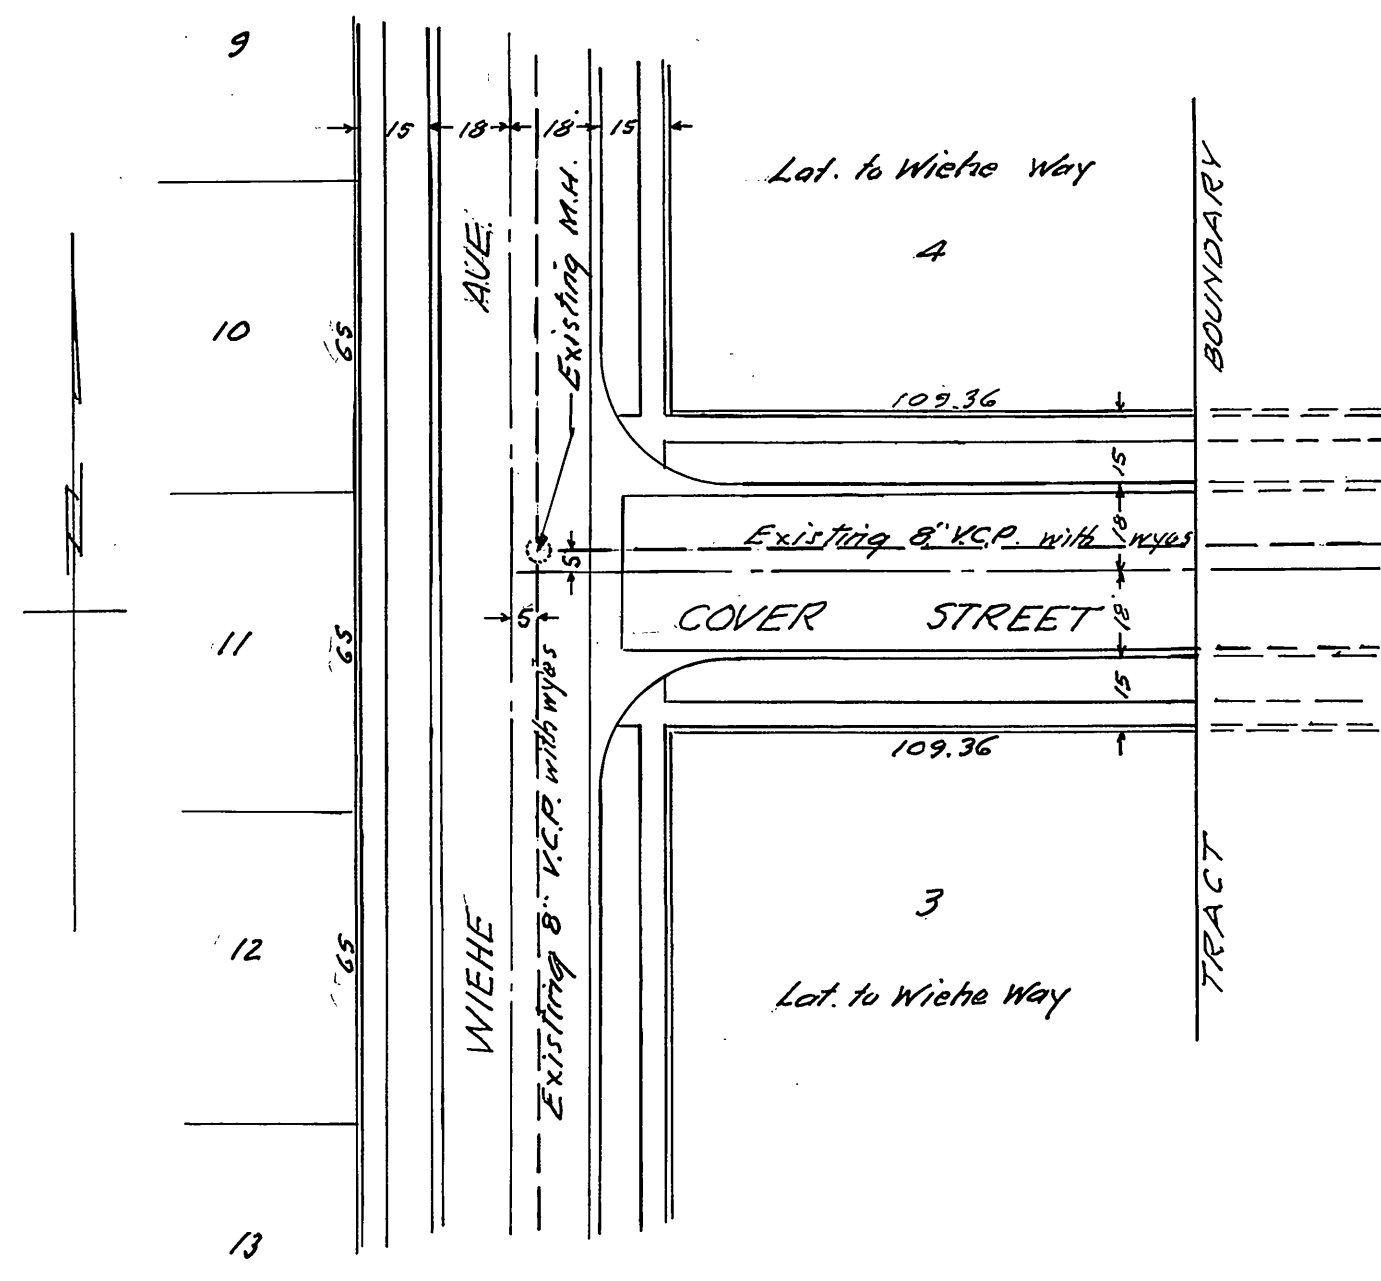 9
15 18 18 15
Lat. to Wiehe Way
4
BOUNDARY
AVE.
Existing M.H.
10
65
109.36
15
18
Existing 8" V.C.P. with wyes
5
5
COVER STREET
18
15
109.36
11
65
Existing 8" V.C.P. with wyes
3
Lat. to Wiehe Way
TRACT
12
65
WIEHE
13
N